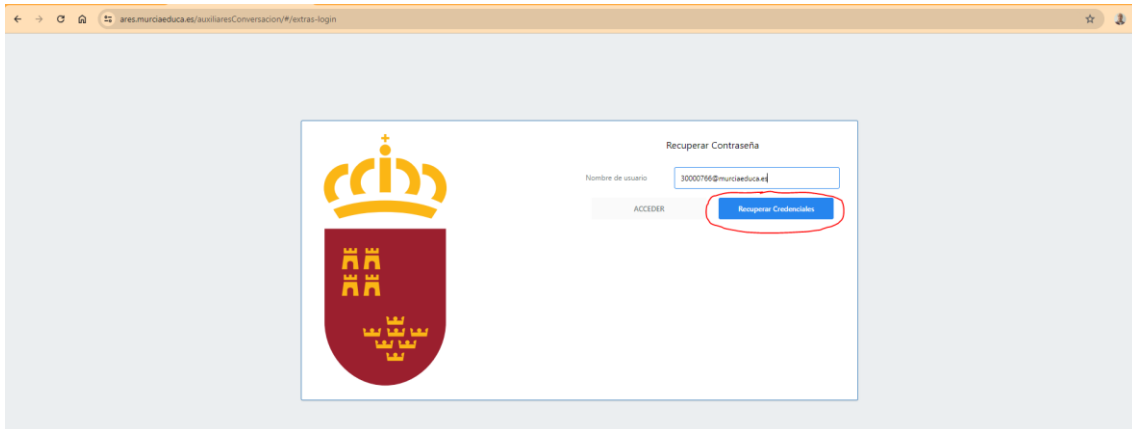 ares.murciaeduca.es/auxiliaresConversacion/#/extras-login
Recuperar Contraseña
Nombre de usuario 30000766@murciaeduca.es
ACCEDER Recuperar Credenciales